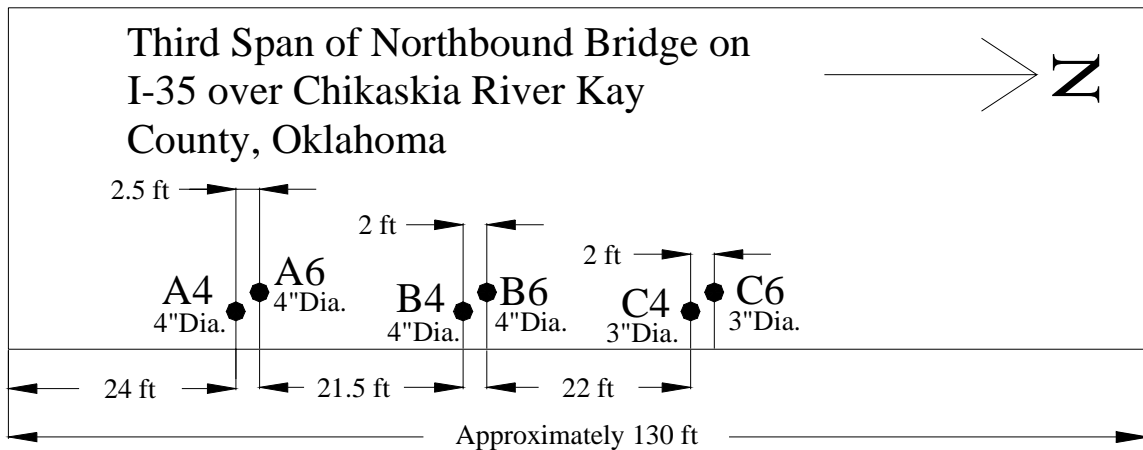 Third Span of Northbound Bridge on
I-35 over Chikaskia River Kay
County, Oklahoma
N
2.5 ft
2 ft
2 ft
A4
4"Dia.
A6
4"Dia.
B4
4"Dia.
B6
4"Dia.
C4
3"Dia.
C6
3"Dia.
24 ft
21.5 ft
22 ft
Approximately 130 ft